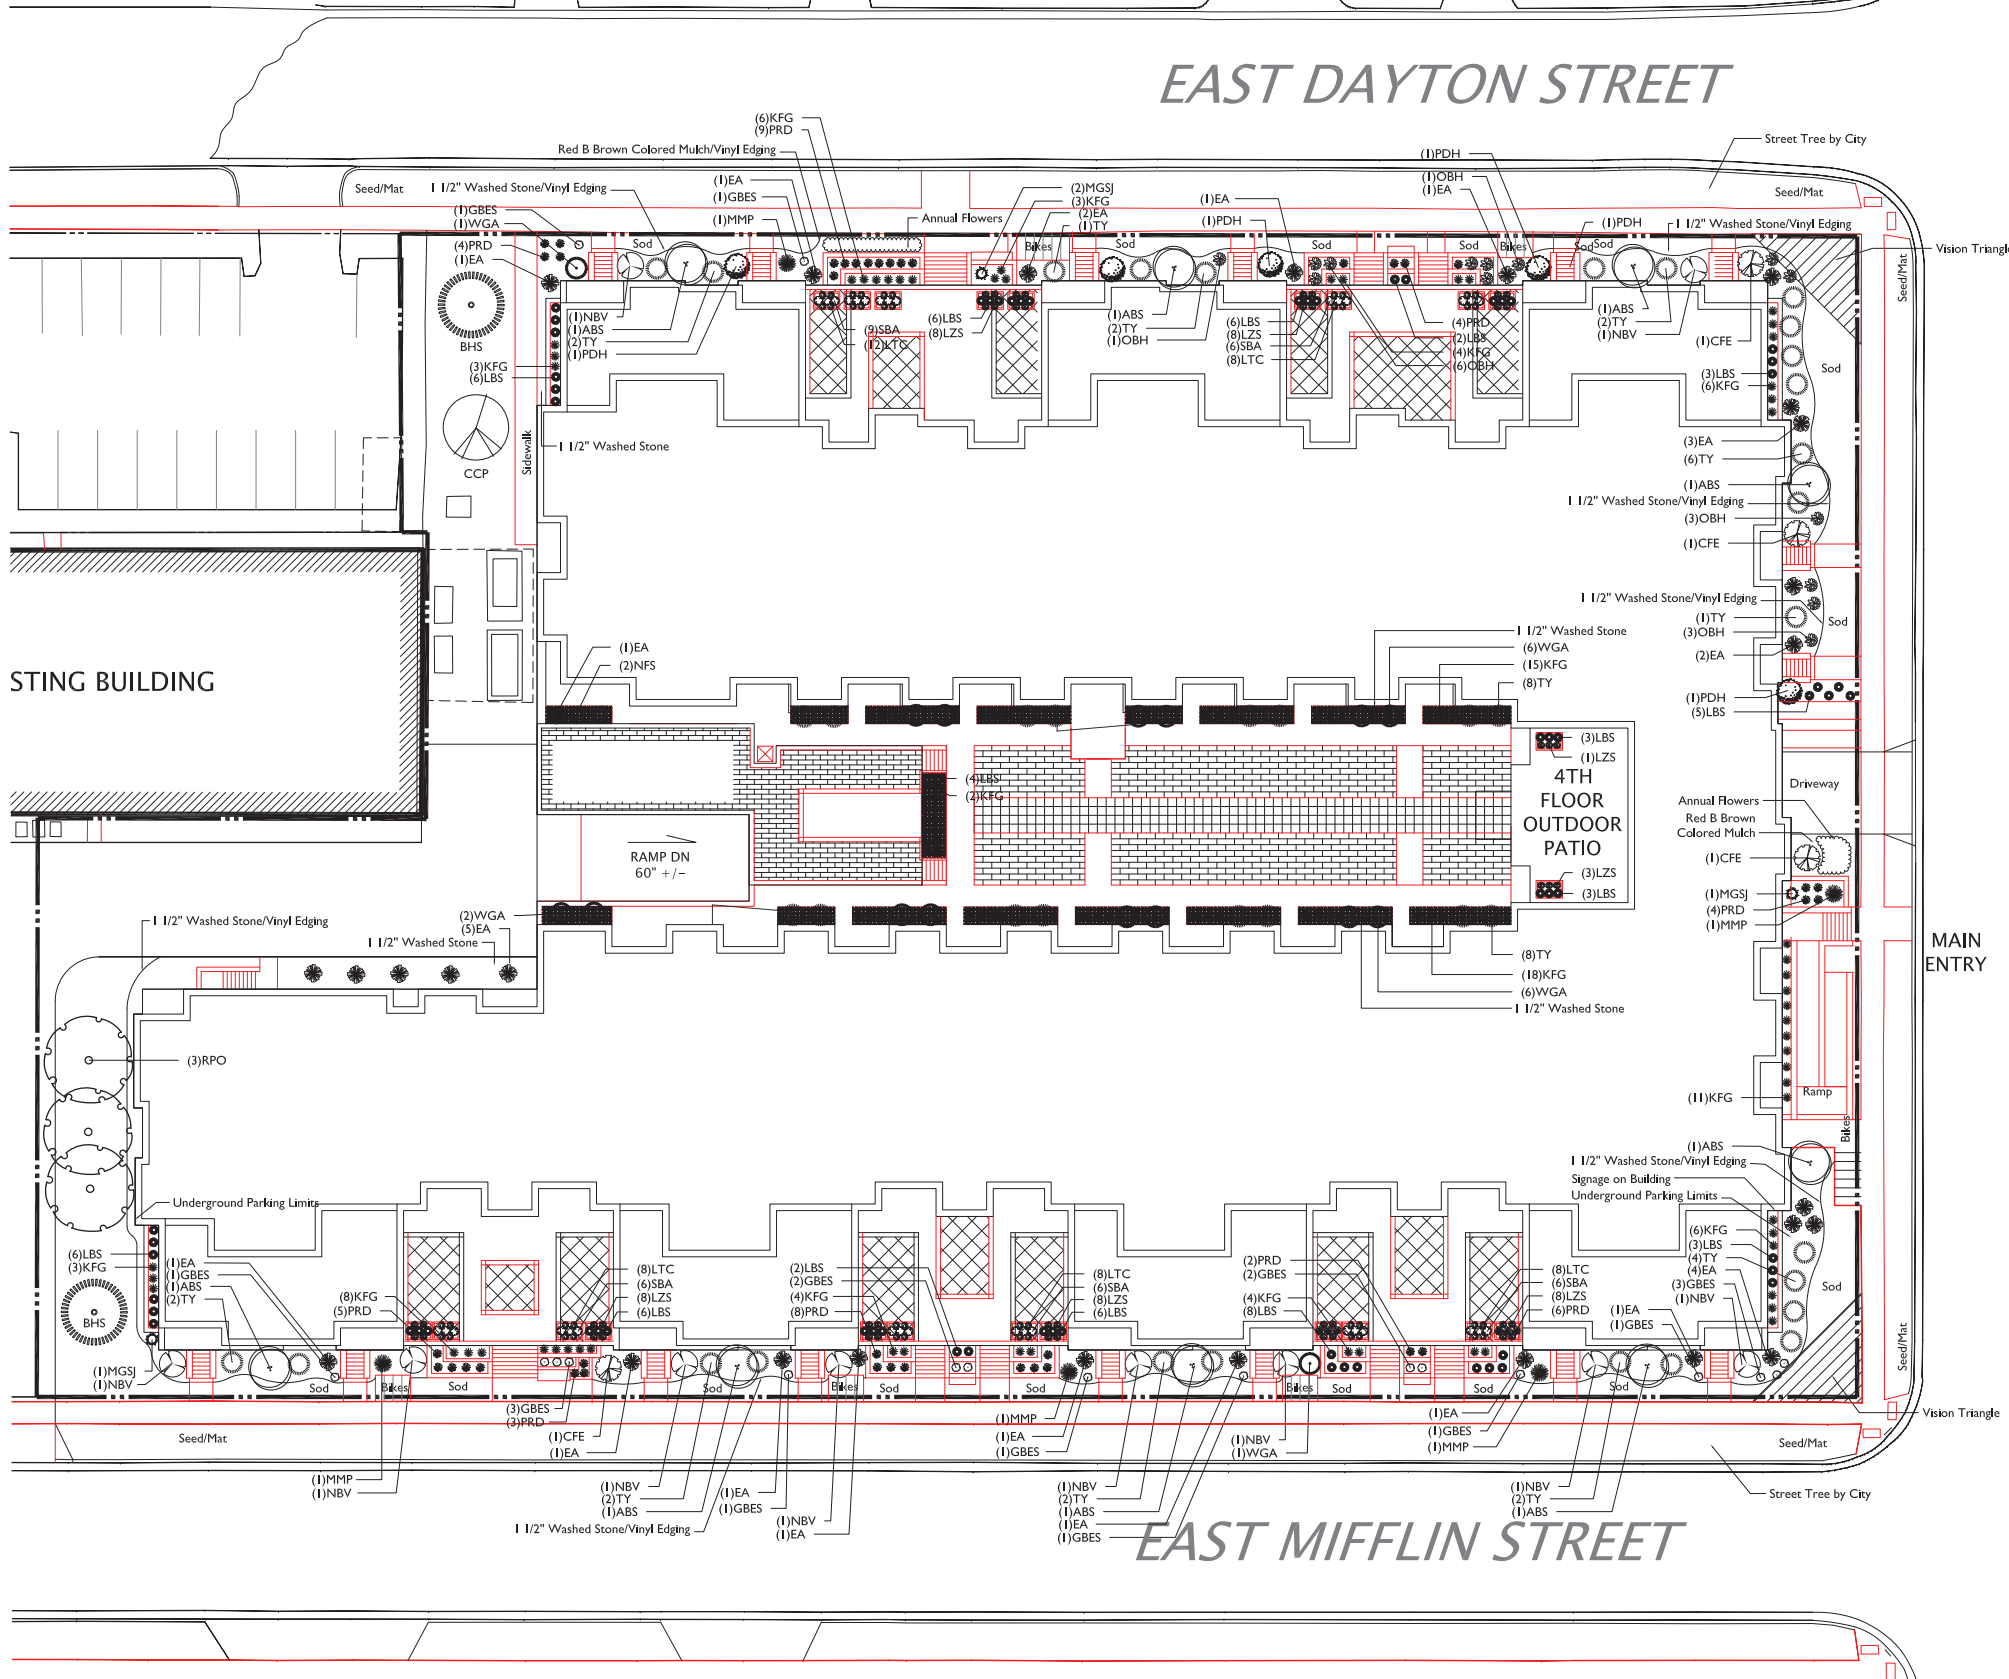 EAST DAYTON STREET
(6)KFG
(9)PRD
Red B Brown Colored Mulch/Vinyl Edging
Street Tree by City
(1)PDH
(1)OBH
(1)EA
Seed/Mat
1 1/2" Washed Stone/Vinyl Edging
(1)EA
(1)GBES
(2)MGSJ
(3)KFG
(2)EA
(1)TY
(1)EA
(1)PDH
Seed/Mat
(1)GBES
(1)WGA
(1)MMP
Annual Flowers
(1)PDH
1 1/2" Washed Stone/Vinyl Edging
(4)PRD
(1)EA
Sod
Bikes
Sod
Sod
Sod
Bikes
Sod
Sod
Vision Triangle
Seed/Mat
BHS
(1)NBV
(1)ABS
(2)TY
(1)PDH
(9)SBA
(12)LTC
(6)LBS
(8)LZS
(1)ABS
(2)TY
(1)OBH
(6)LBS
(8)LZS
(6)SBA
(8)LTC
(4)PRD
(2)LBS
(4)KFG
(6)OBH
(1)ABS
(2)TY
(1)NBV
(1)CFE
(3)KFG
(6)LBS
(3)LBS
(6)KFG
Sod
Sidewalk
1 1/2" Washed Stone
CCP
(3)EA
(6)TY
(1)ABS
1 1/2" Washed Stone/Vinyl Edging
(3)OBH
(1)CFE
1 1/2" Washed Stone/Vinyl Edging
(1)TY
(3)OBH
(2)EA
Sod
(1)EA
(2)NFS
1 1/2" Washed Stone
(6)WGA
(15)KFG
(8)TY
STING BUILDING
(1)PDH
(5)LBS
(3)LBS
(1)LZS
4TH
FLOOR
OUTDOOR
PATIO
(4)LBS
(2)KFG
Driveway
Annual Flowers
Red B Brown
Colored Mulch
(1)CFE
RAMP DN
60" +/-
(3)LZS
(3)LBS
(1)MGSJ
(4)PRD
(1)MMP
1 1/2" Washed Stone/Vinyl Edging
(2)WGA
(5)EA
1 1/2" Washed Stone
MAIN
ENTRY
(8)TY
(18)KFG
(6)WGA
1 1/2" Washed Stone
(3)RPO
(11)KFG
Ramp
Bikes
(1)ABS
1 1/2" Washed Stone/Vinyl Edging
Signage on Building
Underground Parking Limits
Underground Parking Limits
(6)KFG
(3)LBS
(4)TY
(4)EA
(3)GBES
(1)NBV
Sod
(6)LBS
(3)KFG
(1)EA
(1)GBES
(1)ABS
(2)TY
BHS
(8)KFG
(5)PRD
(8)LTC
(6)SBA
(8)LZS
(6)LBS
(2)LBS
(2)GBES
(4)KFG
(8)PRD
(8)LTC
(6)SBA
(8)LZS
(6)LBS
(2)PRD
(2)GBES
(4)KFG
(8)LBS
(8)LTC
(6)SBA
(8)LZS
(6)PRD
(1)EA
(1)GBES
Seed/Mat
(1)MGSJ
(1)NBV
Sod
Bikes
Sod
Sod
Bikes
Sod
Sod
Bikes
Sod
Sod
Sod
(3)GBES
(3)PRD
(1)CFE
(1)EA
(1)MMP
(1)EA
(1)GBES
(1)NBV
(1)WGA
(1)EA
(1)GBES
(1)MMP
Vision Triangle
Seed/Mat
Seed/Mat
(1)MMP
(1)NBV
(1)NBV
(2)TY
(1)ABS
1 1/2" Washed Stone/Vinyl Edging
(1)EA
(1)GBES
(1)NBV
(1)EA
(1)NBV
(2)TY
(1)ABS
(1)EA
(1)GBES
(1)NBV
(2)TY
(1)ABS
Street Tree by City
EAST MIFFLIN STREET